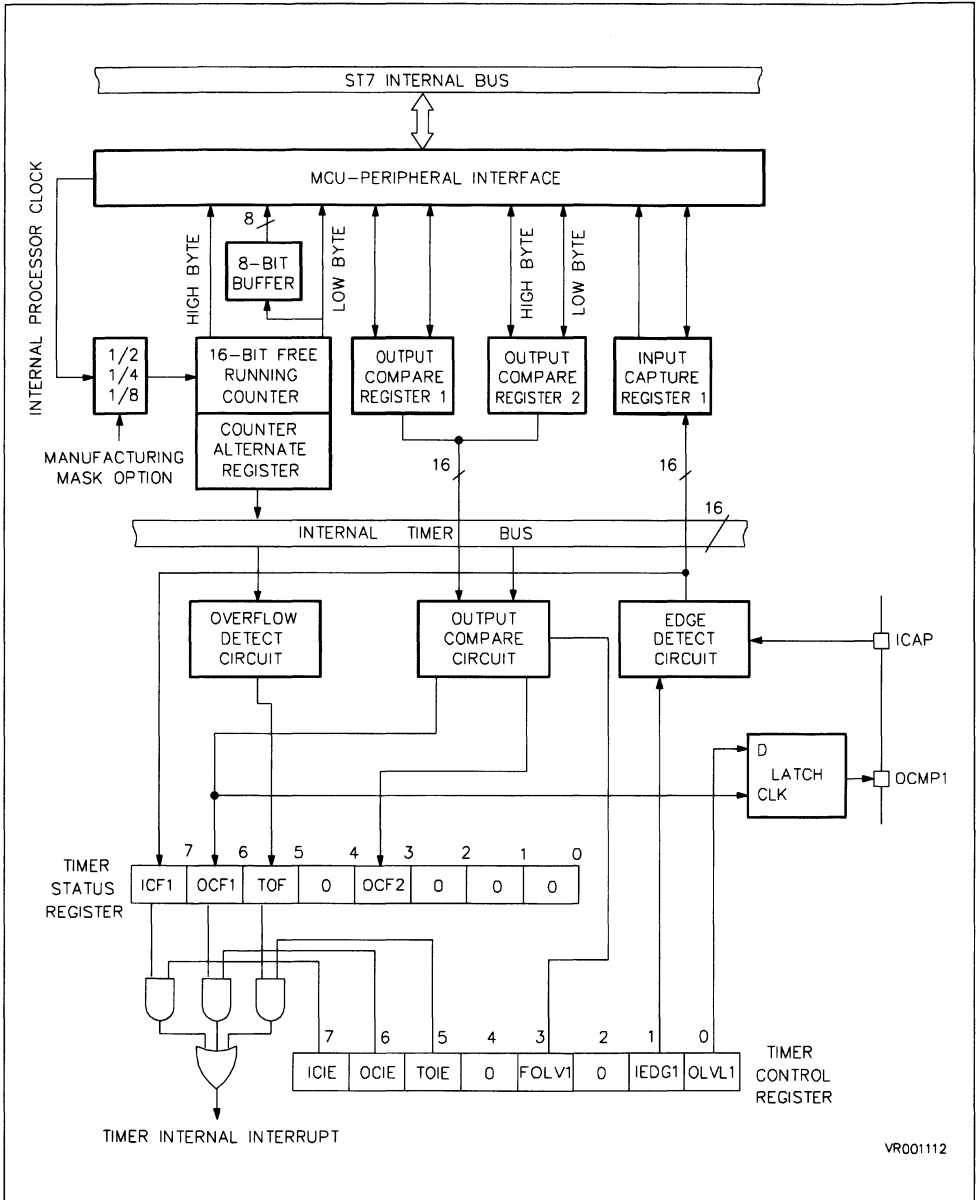 ST7 INTERNAL BUS
MCU-PERIPHERAL INTERFACE
INTERNAL PROCESSOR CLOCK
HIGH BYTE
8
8-BIT
BUFFER
LOW BYTE
HIGH BYTE
LOW BYTE
1/2
1/4
1/8
MANUFACTURING
MASK OPTION
16-BIT FREE
RUNNING
COUNTER
COUNTER
ALTERNATE
REGISTER
OUTPUT
COMPARE
REGISTER 1
OUTPUT
COMPARE
REGISTER 2
INPUT
CAPTURE
REGISTER 1
16
16
16
INTERNAL TIMER BUS
OVERFLOW
DETECT
CIRCUIT
OUTPUT
COMPARE
CIRCUIT
EDGE
DETECT
CIRCUIT
ICAP
D
LATCH
CLK
OCMP1
TIMER
STATUS
REGISTER
7 6 5 4 3 2 1 0
ICF1 OCF1 TOF 0 OCF2 0 0 0
7 6 5 4 3 2 1 0
ICIE OCIE TOIE 0 FOLV1 0 IEDG1 OLVL1
TIMER
CONTROL
REGISTER
TIMER INTERNAL INTERRUPT
VR001112